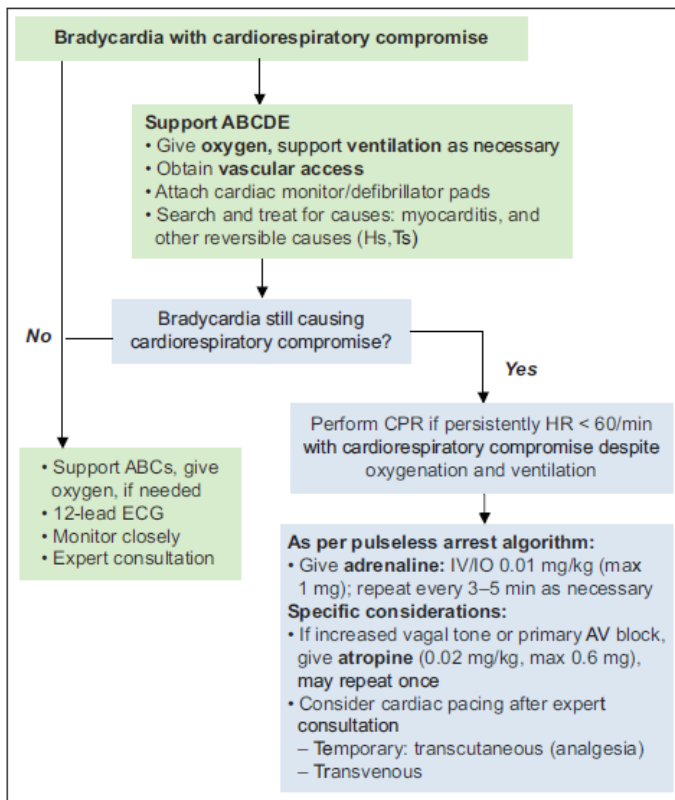 Bradycardia with cardiorespiratory compromise
Support ABCDE
• Give oxygen, support ventilation as necessary
• Obtain vascular access
• Attach cardiac monitor/defibrillator pads
• Search and treat for causes: myocarditis, and
other reversible causes (Hs,Ts)
Bradycardia still causing
cardiorespiratory compromise?
No
Yes
Perform CPR if persistently HR < 60/min
with cardiorespiratory compromise despite
oxygenation and ventilation
• Support ABCs, give
oxygen, if needed
• 12-lead ECG
• Monitor closely
• Expert consultation
As per pulseless arrest algorithm:
• Give adrenaline: IV/IO 0.01 mg/kg (max
1 mg); repeat every 3–5 min as necessary
Specific considerations:
• If increased vagal tone or primary AV block,
give atropine (0.02 mg/kg, max 0.6 mg),
may repeat once
• Consider cardiac pacing after expert
consultation
– Temporary: transcutaneous (analgesia)
– Transvenous